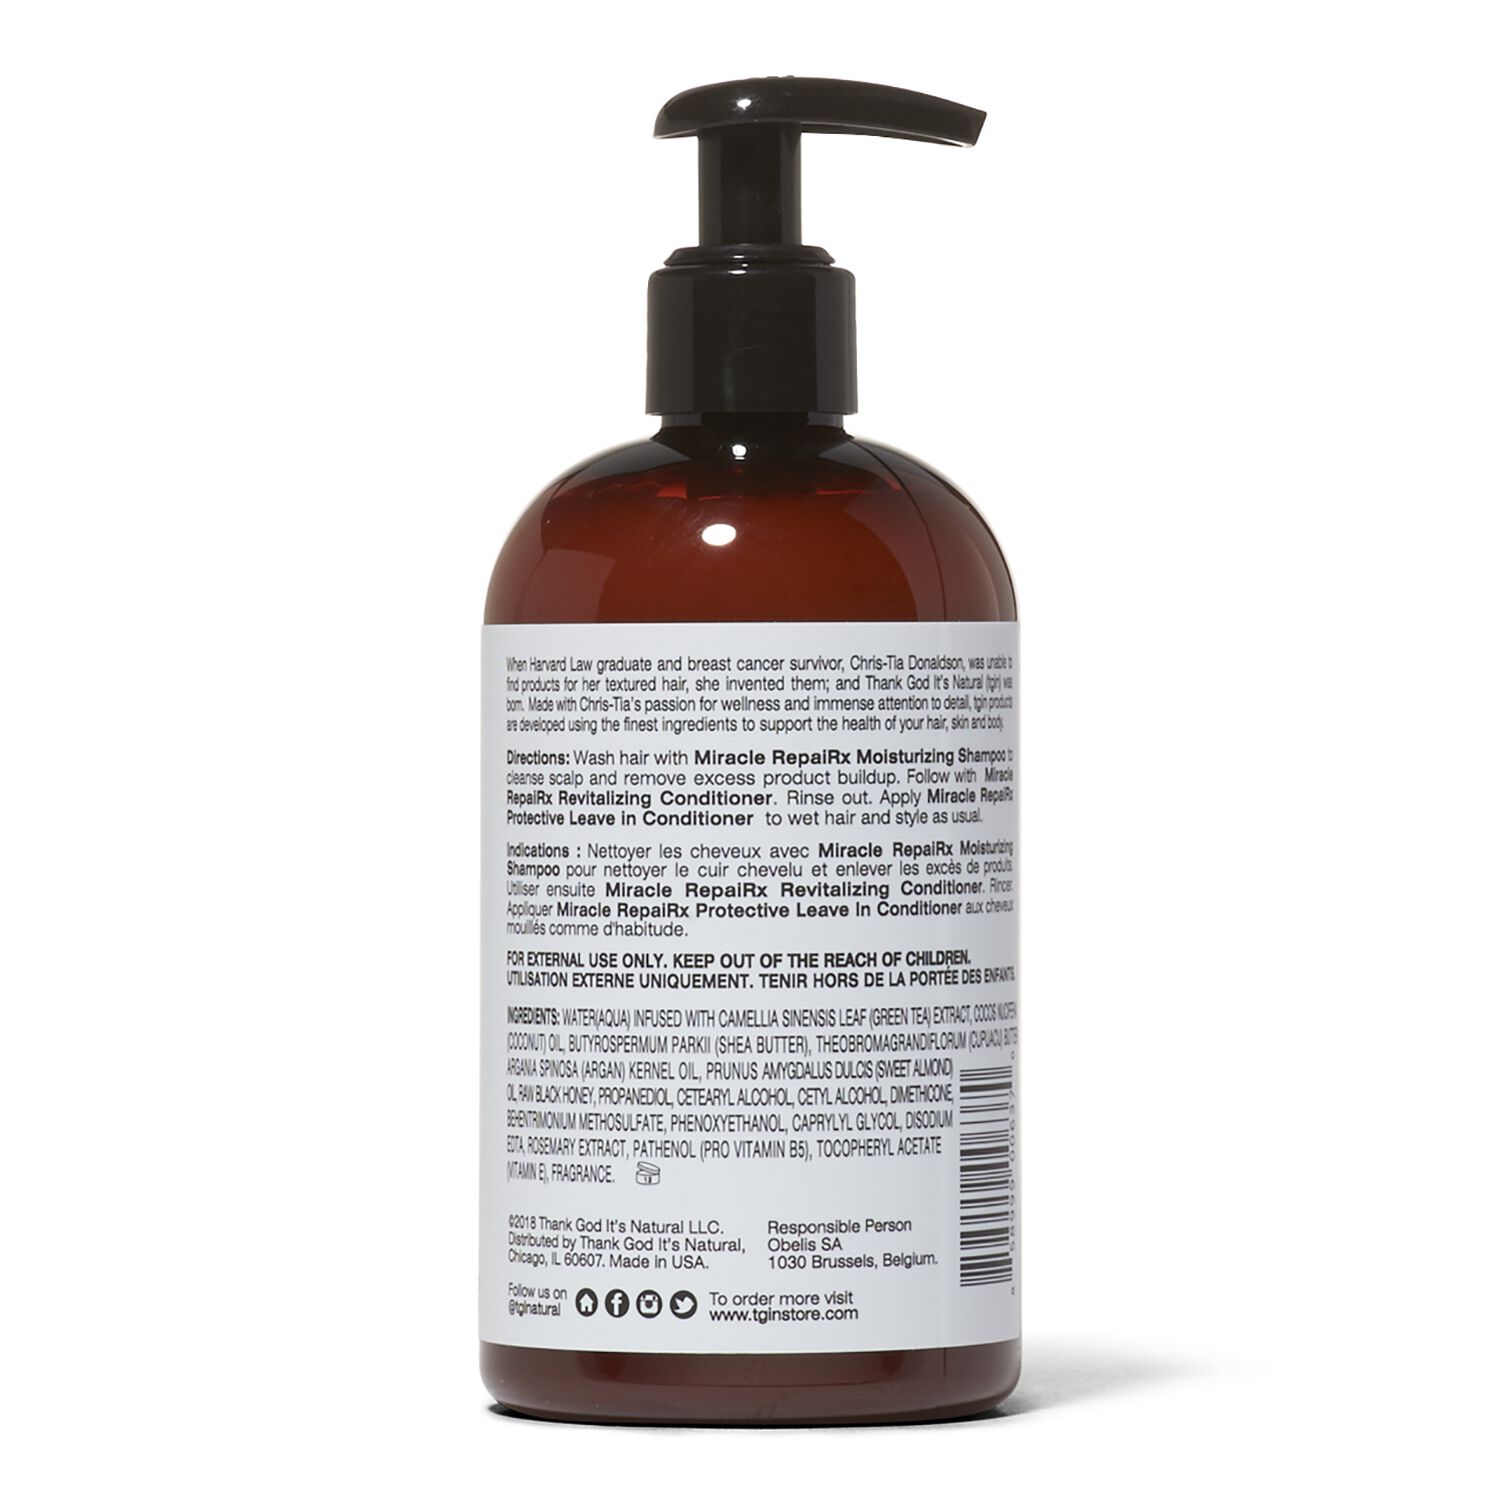 When Harvard Law graduate and breast cancer survivor, Chris-Tia Donaldson, was unable to
find products for her textured hair, she invented them; and Thank God It's Natural (tgin) was
born. Made with Chris-Tia's passion for wellness and immense attention to detail, tgin products
are developed using the finest ingredients to support the health of your hair, skin and body.
Directions: Wash hair with Miracle RepaiRx Moisturizing Shampoo to
cleanse scalp and remove excess product buildup. Follow with Miracle
RepaiRx Revitalizing Conditioner. Rinse out. Apply Miracle RepaiRx
Protective Leave in Conditioner to wet hair and style as usual.
Indications : Nettoyer les cheveux avec Miracle RepaiRx Moisturizing
Shampoo pour nettoyer le cuir chevelu et enlever les excès de produits.
Utiliser ensuite Miracle RepaiRx Revitalizing Conditioner. Rincer.
Appliquer Miracle RepaiRx Protective Leave In Conditioner aux cheveux
mouillés comme d'habitude.
FOR EXTERNAL USE ONLY. KEEP OUT OF THE REACH OF CHILDREN.
UTILISATION EXTERNE UNIQUEMENT. TENIR HORS DE LA PORTÉE DES ENFANTS.
INGREDIENTS: WATER(AQUA) INFUSED WITH CAMELLIA SINENSIS LEAF (GREEN TEA) EXTRACT, COCOS NUCIFERA
(COCONUT) OIL, BUTYROSPERMUM PARKII (SHEA BUTTER), THEOBROMAGRANDIFLORUM (CUPUACU) BUTTER
ARGANIA SPINOSA (ARGAN) KERNEL OIL, PRUNUS AMYGDALUS DULCIS (SWEET ALMOND)
OIL, RAW BLACK HONEY, PROPANEDIOL, CETEARYL ALCOHOL, CETYL ALCOHOL, DIMETHICONE,
BEHENTRIMONIUM METHOSULFATE, PHENOXYETHANOL, CAPRYLYL GLYCOL, DISODIUM
EDTA, ROSEMARY EXTRACT, PATHENOL (PRO VITAMIN B5), TOCOPHERYL ACETATE
(VITAMIN E), FRAGRANCE.
©2018 Thank God It's Natural LLC.
Distributed by Thank God It's Natural,
Chicago, IL 60607. Made in USA.
Responsible Person
Obelis SA
1030 Brussels, Belgium.
Follow us on
@tginatural
To order more visit
www.tginstore.com